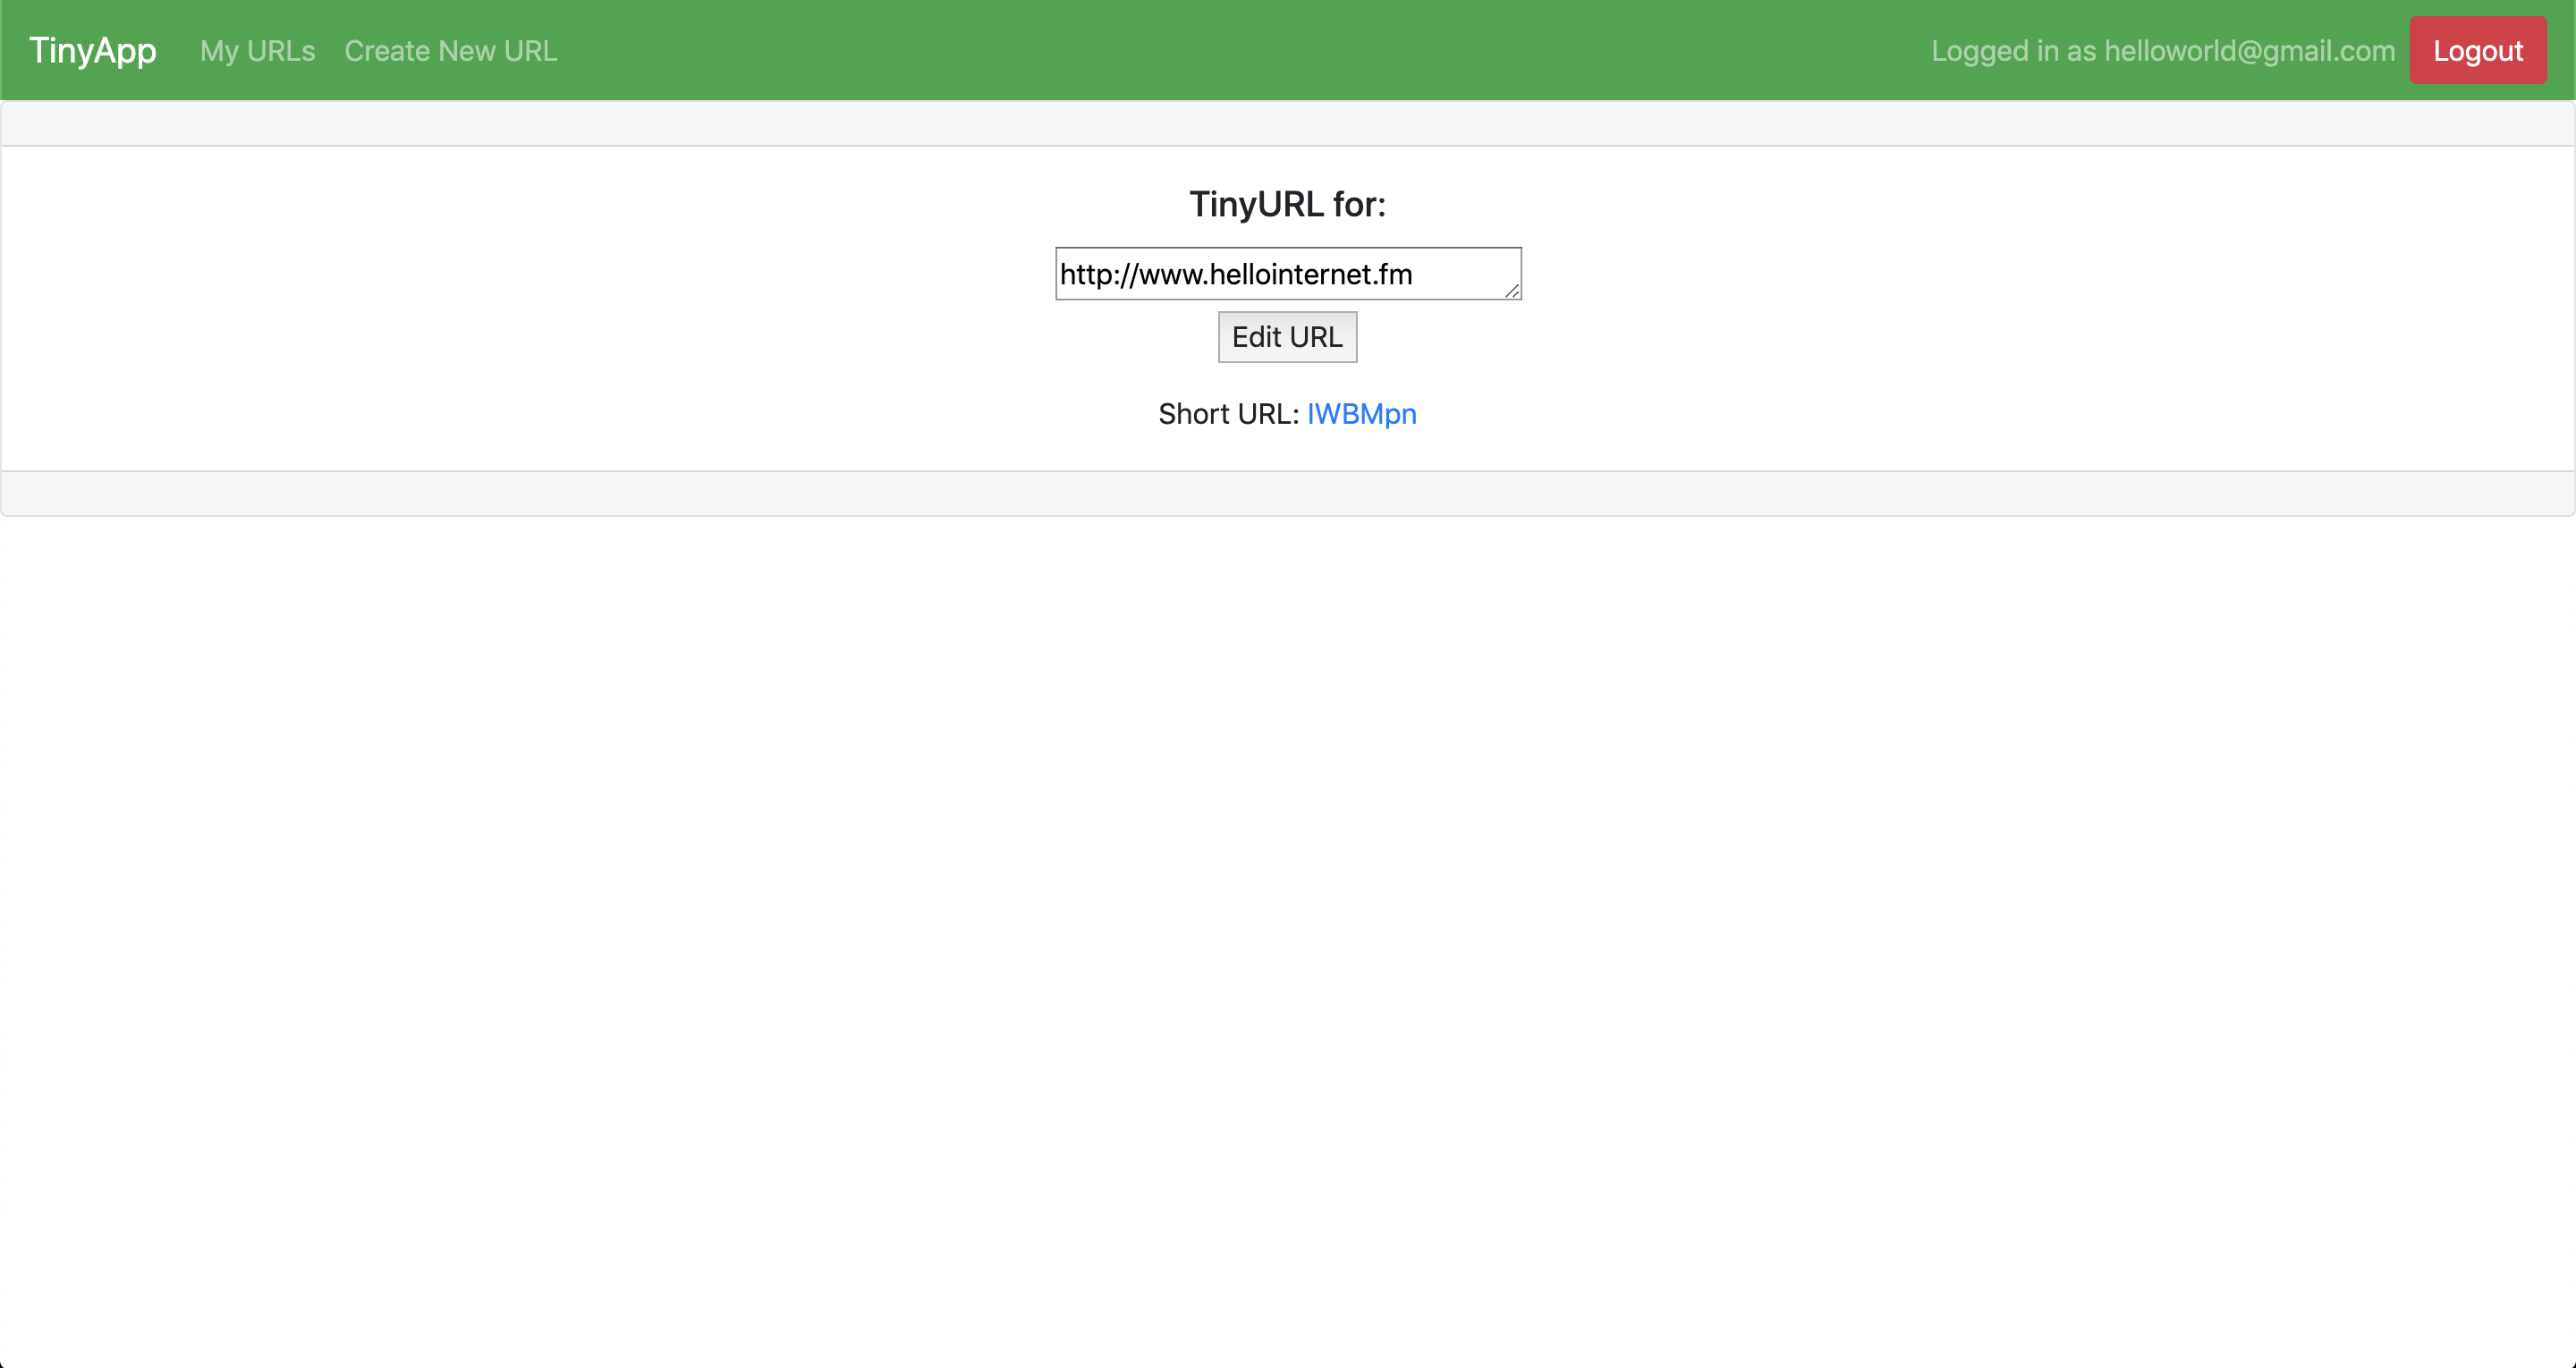 TinyApp My URLs Create New URL Logged in as helloworld@gmail.com Logout
TinyURL for:
http://www.hellointernet.fm
Edit URL
Short URL: IWBMpn